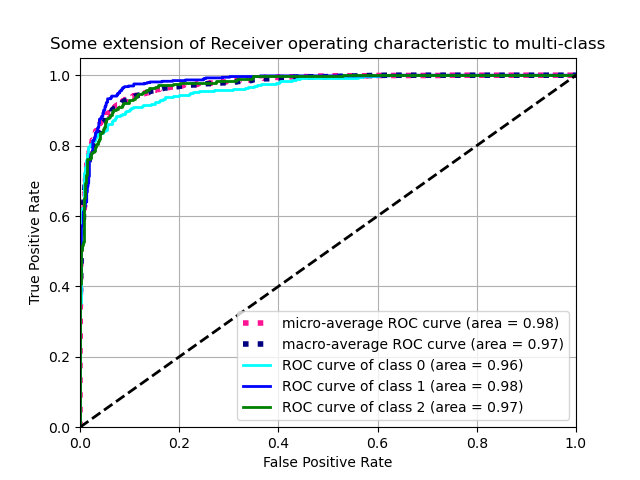 Some extension of Receiver operating characteristic to multi-class
1.0
0.8
0.6
0.4
0.2
0.0
True Positive Rate
micro-average ROC curve (area = 0.98)
macro-average ROC curve (area = 0.97)
ROC curve of class 0 (area = 0.96)
ROC curve of class 1 (area = 0.98)
ROC curve of class 2 (area = 0.97)
0.0 0.2 0.4 0.6 0.8 1.0
False Positive Rate